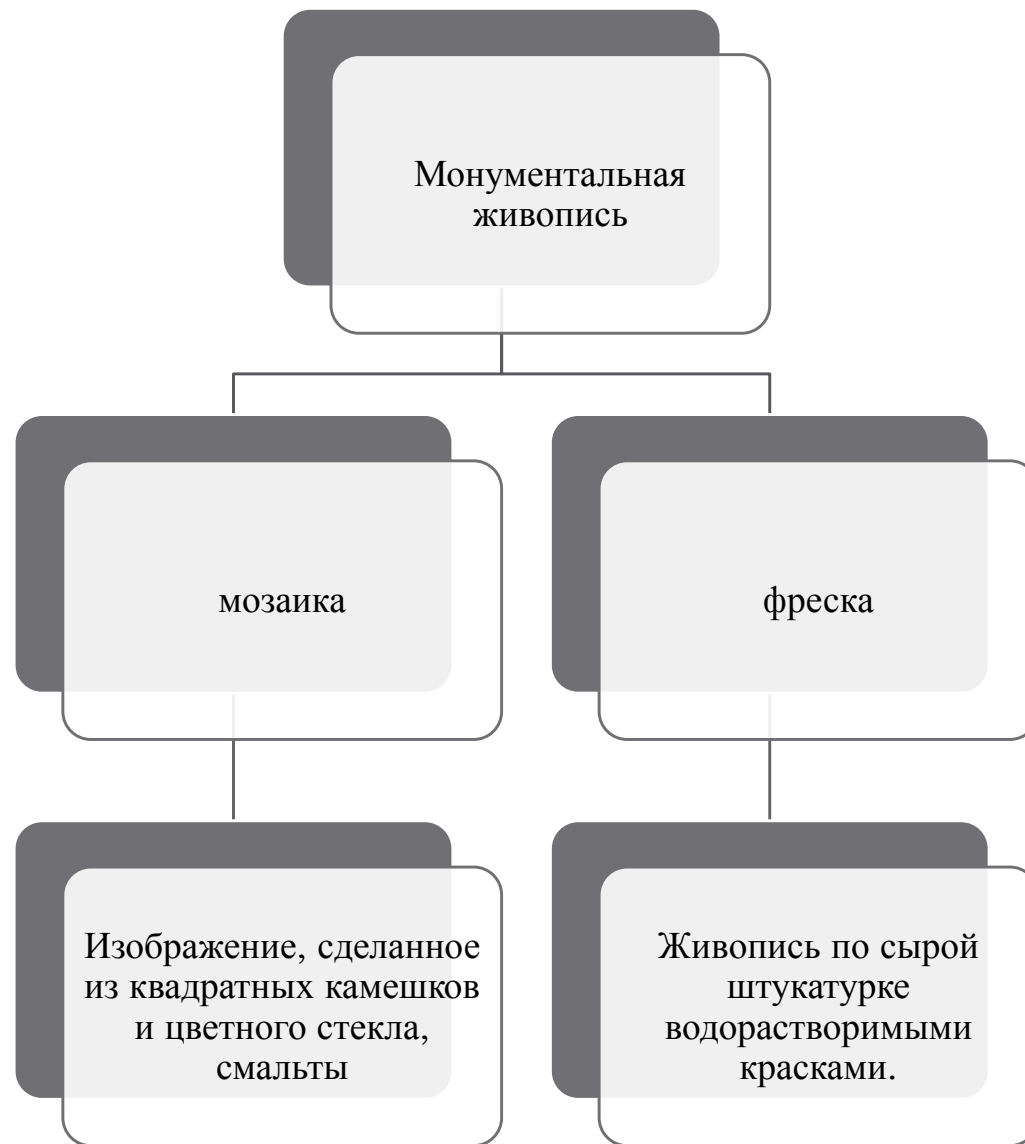 Монументальная
живопись
мозаика
фреска
Изображение, сделанное
из квадратных камешков
и цветного стекла,
смальты
Живопись по сырой
штукатурке
водорастворимыми
красками.